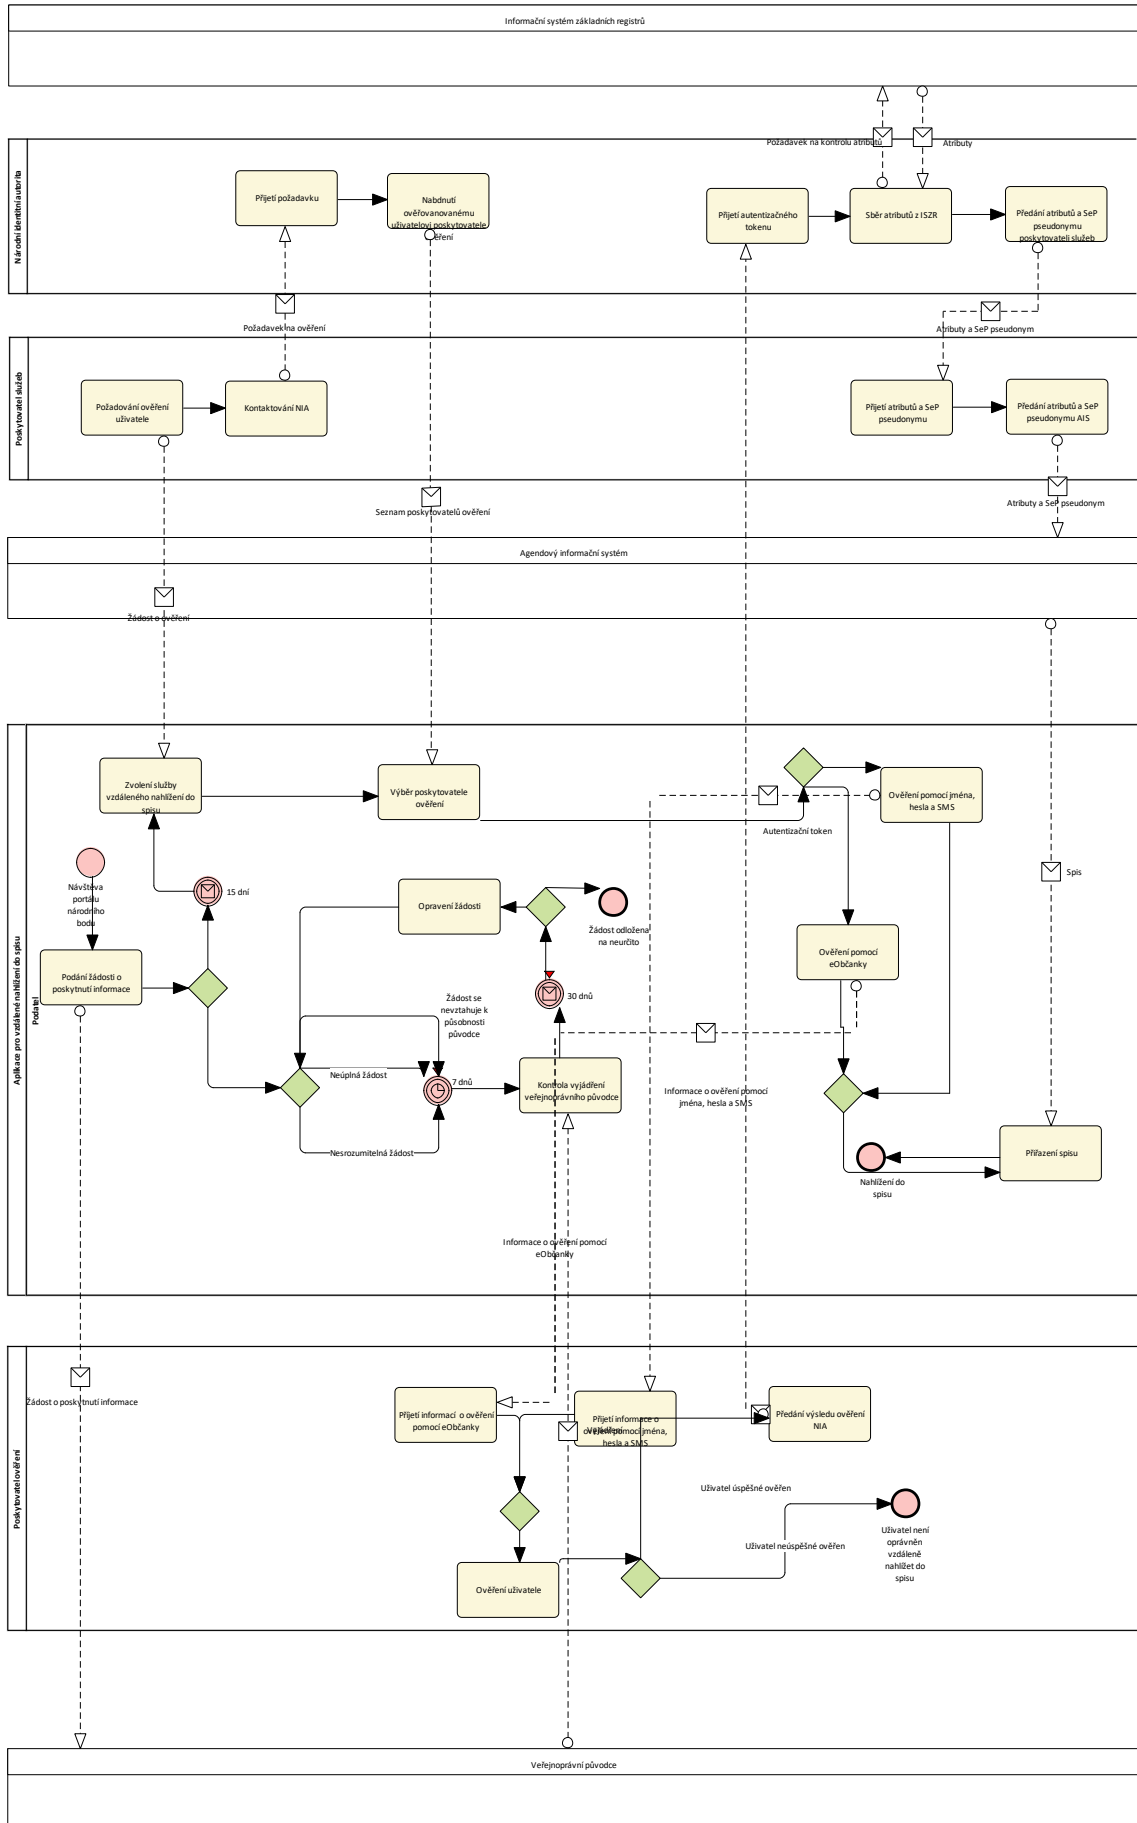 Informační systém základních registrů
Požadavek na kontrolu atributů
Atributy
Národní identitní autorita
Přijetí požadavku
Nabdnutí
ověřovanovanému
uživatelovi poskytovatele
ověření
Přijetí autentizačného
tokenu
Sběr atributů z ISZR
Předání atributů a SeP
pseudonymu
poskytovateli služeb
Požadavek na ověření
Atributy a SeP pseudonym
Poskytovatel služeb
Požadování ověření
uživatele
Kontaktování NIA
Přijetí atributů a SeP
pseudonymu
Předání atributů a SeP
pseudonymu AIS
Seznam poskytovatelů ověření
Atributy a SeP pseudonym
Agendový informační systém
Žádost o ověření
Aplikace pro vzdálené nahlížení do spisu
Podatel
Zvolení služby
vzdáleného nahlížení do
spisu
Výběr poskytovatele
ověření
Ověření pomocí jména,
hesla a SMS
Autentizační token
Spis
Návštěva
portálu
národního
bodu
15 dní
Opravení žádosti
Žádost odložena
na neurčito
Ověření pomocí
eObčanky
Podání žádosti o
poskytnutí informace
Žádost se
nevztahuje k
působnosti
původce
30 dnů
Neúplná žádost
7 dnů
Kontrola vyjádření
veřejnoprávního původce
Informace o ověření pomocí
jména, hesla a SMS
Nesrozumitelná žádost
Přiřazení spisu
Nahlížení do
spisu
Informace o ověření pomocí
eObčanky
Žádost o poskytnutí informace
Poskytovatel ověření
Příjetí informací o ověření
pomocí eObčanky
Přijetí informace o
ověření pomocí jména,
hesla a SMS
Předání výsledu ověření
NIA
Uživatel úspěšné ověřen
Uživatel neúspěšné ověřen
Uživatel není
oprávněn
vzdáleně
nahlížet do
spisu
Ověření uživatele
Veřejnoprávní původce